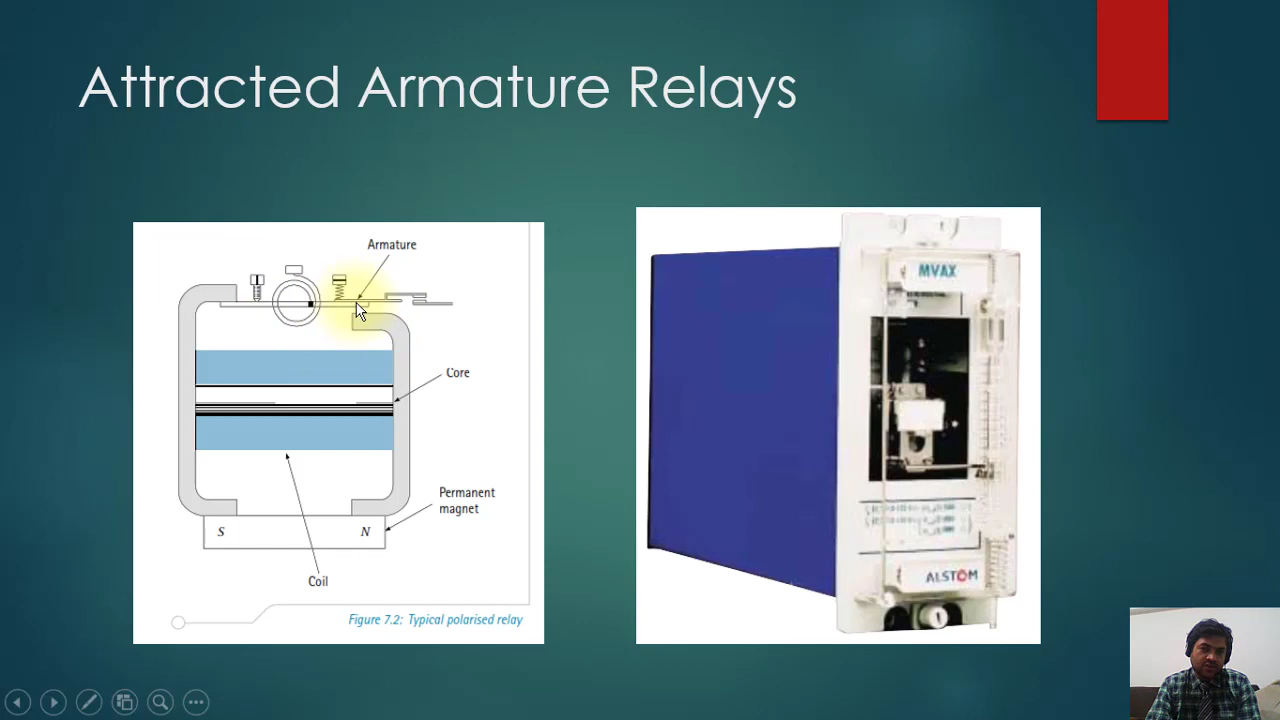 Attracted Armature Relays
Armature
Core
Permanent
magnet
S
N
Coil
Figure 7.2: Typical polarised relay
MVAX
ALSTOM